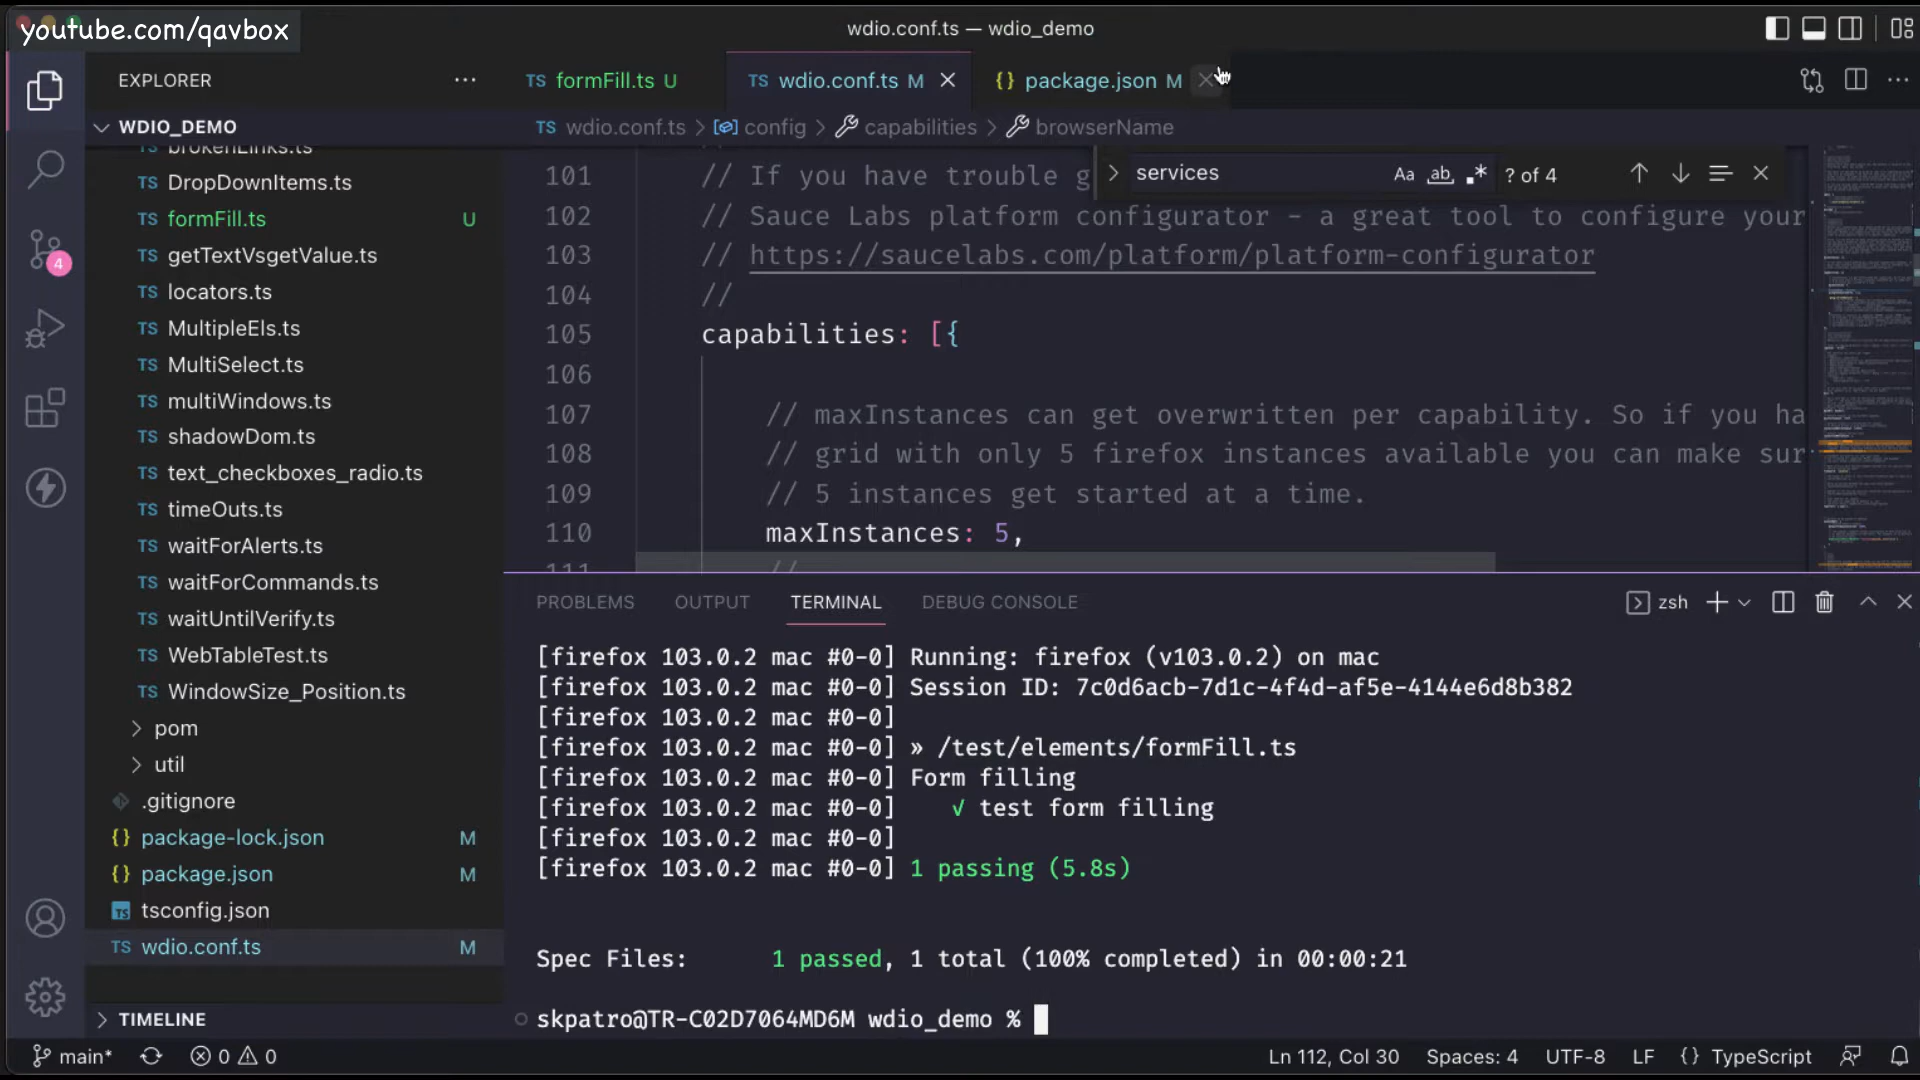 youtube.com/qavbox
wdio.conf.ts — wdio_demo
EXPLORER
TS formFill.ts U
TS wdio.conf.ts M
{} package.json M
WDIO_DEMO
TS wdio.conf.ts > config > capabilities > browserName
brokenLinks.ts
TS DropDownItems.ts
TS formFill.ts U
TS getTextVsgetValue.ts
TS locators.ts
TS MultipleEls.ts
TS MultiSelect.ts
TS multiWindows.ts
TS shadowDom.ts
TS text_checkboxes_radio.ts
TS timeOuts.ts
TS waitForAlerts.ts
TS waitForCommands.ts
TS waitUntilVerify.ts
TS WebTableTest.ts
TS WindowSize_Position.ts
> pom
> util
.gitignore
{} package-lock.json M
{} package.json M
TS tsconfig.json
TS wdio.conf.ts M
TIMELINE
4
services Aa ab .* ? of 4
101 // If you have trouble g
102 // Sauce Labs platform configurator - a great tool to configure your
103 // https://saucelabs.com/platform/platform-configurator
104 //
105 capabilities: [{
106
107 // maxInstances can get overwritten per capability. So if you ha
108 // grid with only 5 firefox instances available you can make sur
109 // 5 instances get started at a time.
110 maxInstances: 5,
111 //
PROBLEMS OUTPUT TERMINAL DEBUG CONSOLE
zsh
[firefox 103.0.2 mac #0-0] Running: firefox (v103.0.2) on mac
[firefox 103.0.2 mac #0-0] Session ID: 7c0d6acb-7d1c-4f4d-af5e-4144e6d8b382
[firefox 103.0.2 mac #0-0]
[firefox 103.0.2 mac #0-0] » /test/elements/formFill.ts
[firefox 103.0.2 mac #0-0] Form filling
[firefox 103.0.2 mac #0-0] √ test form filling
[firefox 103.0.2 mac #0-0]
[firefox 103.0.2 mac #0-0] 1 passing (5.8s)
Spec Files: 1 passed, 1 total (100% completed) in 00:00:21
skpatro@TR-C02D7064MD6M wdio_demo %
main* 0 0
Ln 112, Col 30 Spaces: 4 UTF-8 LF {} TypeScript